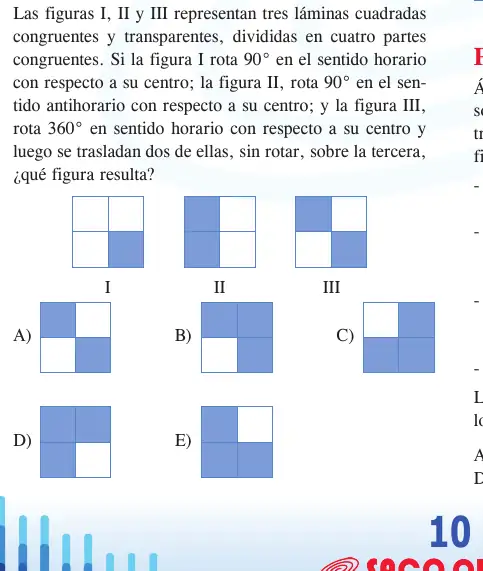 Las figuras I, II y III representan tres láminas cuadradas
congruentes y transparentes, divididas en cuatro partes
congruentes. Si la figura I rota 90° en el sentido horario
con respecto a su centro; la figura II, rota 90° en el sen-
tido antihorario con respecto a su centro; y la figura III,
rota 360° en sentido horario con respecto a su centro y
luego se trasladan dos de ellas, sin rotar, sobre la tercera,
¿qué figura resulta?
I II III
A) B) C)
D) E)
10